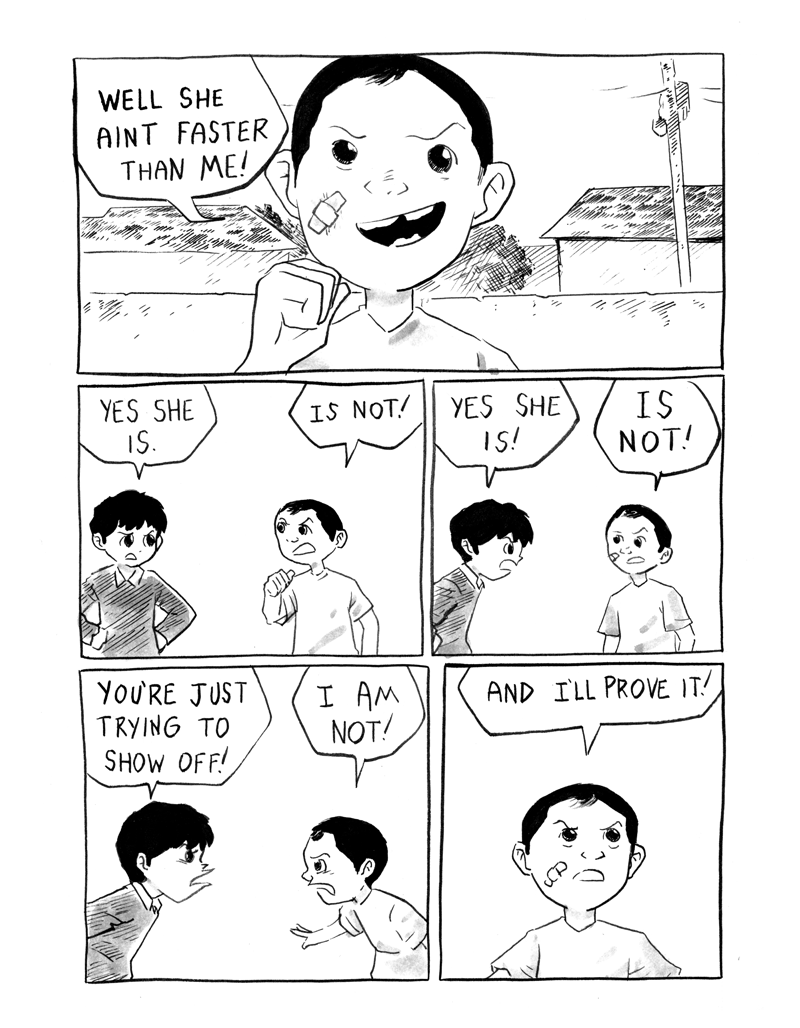 WELL SHE
AINT FASTER
THAN ME!
YES SHE
IS.
IS NOT!
YES SHE
IS!
IS
NOT!
YOU'RE JUST
TRYING TO
SHOW OFF!
I AM
NOT!
AND I'LL PROVE IT!